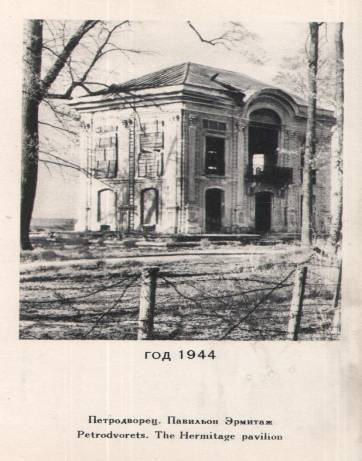 год 1944
Петродворец. Павильон Эрмитаж
Petrodvorets. The Hermitage pavilion